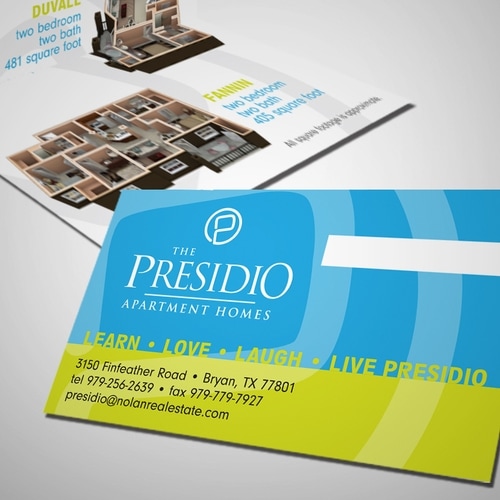 DUVALL
two bedroom
two bath
481 square foot
FANNIN
two bedroom
two bath
405 square foot
All square footage is approximate.
THE
PRESIDIO
APARTMENT HOMES
LEARN • LOVE • LAUGH • LIVE PRESIDIO
3150 Finfeather Road • Bryan, TX 77801
tel 979-256-2639 • fax 979-779-7927
presidio@nolanrealestate.com